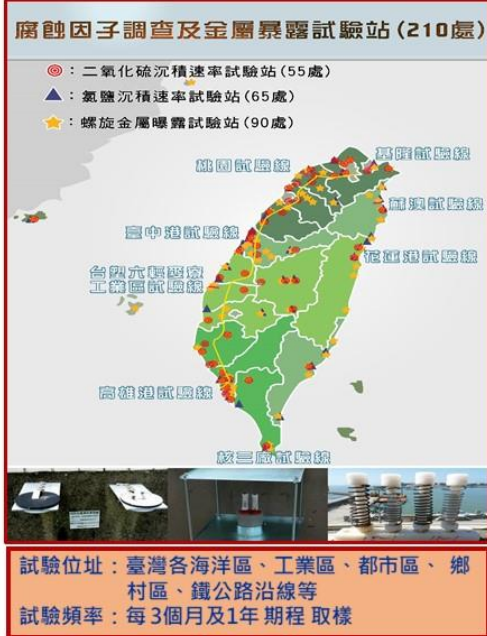 腐蝕因子調查及金屬暴露試驗站(210處)
：二氧化硫沉積速率試驗站(55處)
：氯鹽沉積速率試驗站(65處)
：螺旋金屬曝露試驗站(90處)
基隆試驗線
桃園試驗線
蘇澳試驗線
臺中港試驗線
花蓮港試驗線
台塑六輕麥寮
工業區試驗線
高雄港試驗線
核三廠試驗線
試驗位址：臺灣各海洋區、工業區、都市區、 鄉
村區、鐵公路沿線等
試驗頻率：每3個月及1年 期程 取樣